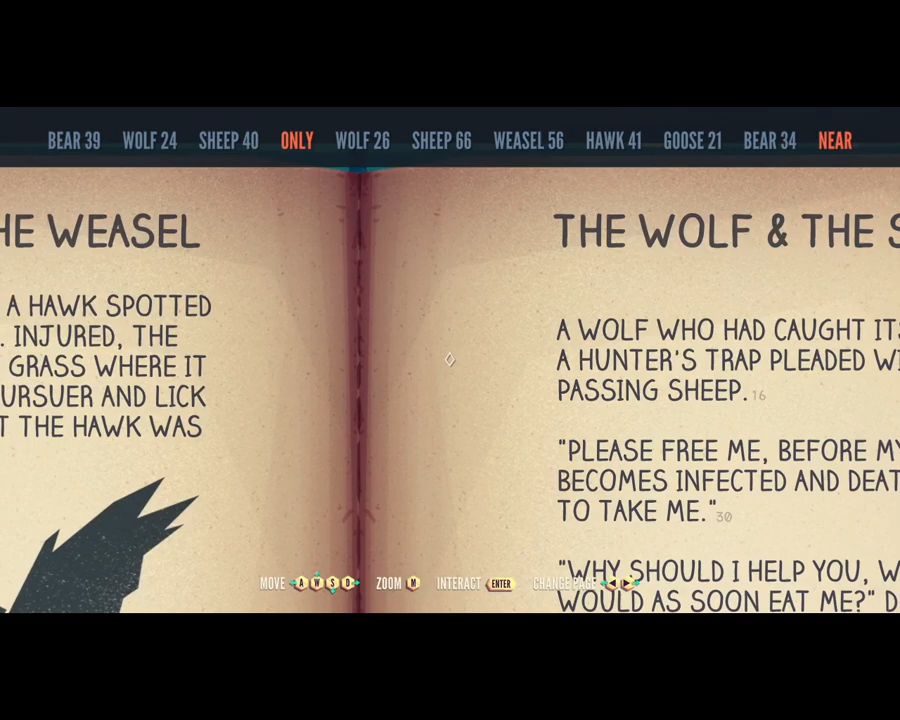 BEAR 39 WOLF 24 SHEEP 40 ONLY WOLF 26 SHEEP 66 WEASEL 56 HAWK 41 GOOSE 21 BEAR 34 NEAR
HE WEASEL
A HAWK SPOTTED
. INJURED, THE
GRASS WHERE IT
URSUER AND LICK
T THE HAWK WAS
THE WOLF & THE S
A WOLF WHO HAD CAUGHT IT
A HUNTER'S TRAP PLEADED WI
PASSING SHEEP. 16
"PLEASE FREE ME, BEFORE MY
BECOMES INFECTED AND DEAT
TO TAKE ME." 30
"WHY SHOULD I HELP YOU, W
WOULD AS SOON EAT ME?" D
MOVE A W S D ZOOM M INTERACT ENTER CHANGE PAGE